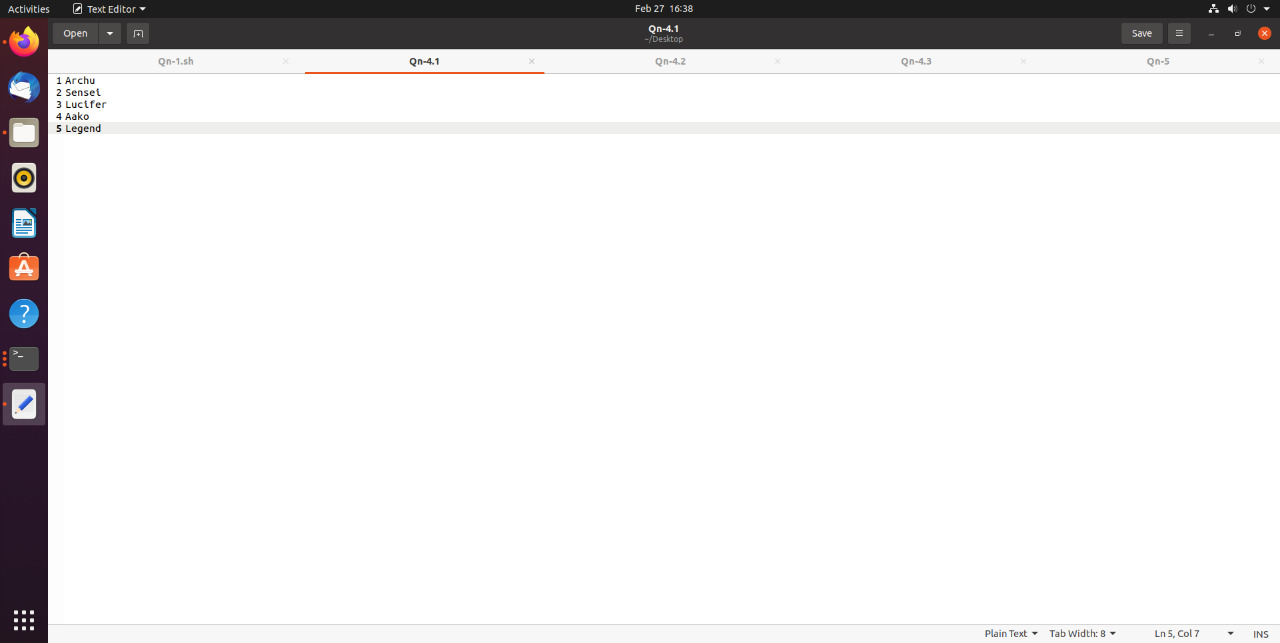 Activities Text Editor Feb 27 16:38
Open Qn-4.1 Save
~/Desktop
Qn-1.sh Qn-4.1 Qn-4.2 Qn-4.3 Qn-5
1 Archu
2 Sensei
3 Lucifer
4 Aako
5 Legend
Plain Text Tab Width: 8 Ln 5, Col 7 INS